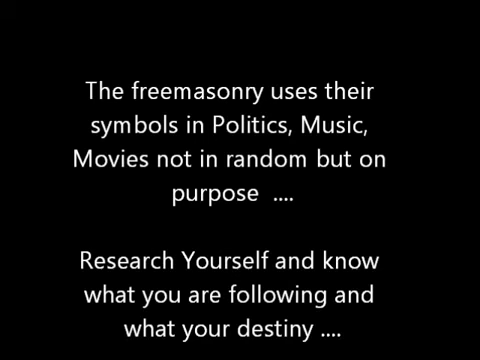 The freemasonry uses their
symbols in Politics, Music,
Movies not in random but on
purpose ....
Research Yourself and know
what you are following and
what your destiny ....